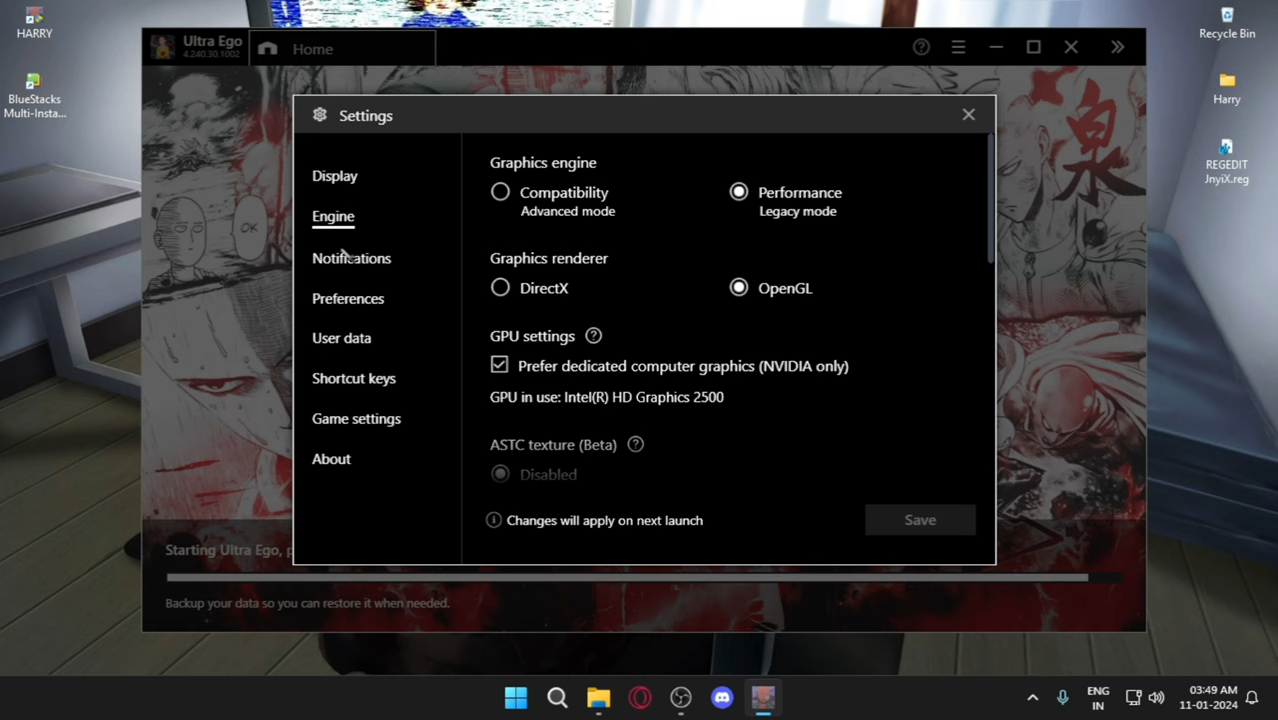 HARRY
BlueStacks
Multi-Insta...
Recycle Bin
Harry
REGEDIT
JnyiX.reg
Ultra Ego
4.240.30.1002
Home
OK
泉
Settings
Display
Engine
Notifications
Preferences
User data
Shortcut keys
Game settings
About
Graphics engine
Compatibility
Advanced mode
Performance
Legacy mode
Graphics renderer
DirectX
OpenGL
GPU settings
Prefer dedicated computer graphics (NVIDIA only)
GPU in use: Intel(R) HD Graphics 2500
ASTC texture (Beta)
Disabled
Changes will apply on next launch
Save
Starting Ultra Ego, p
Backup your data so you can restore it when needed.
ENG
IN
03:49 AM
11-01-2024